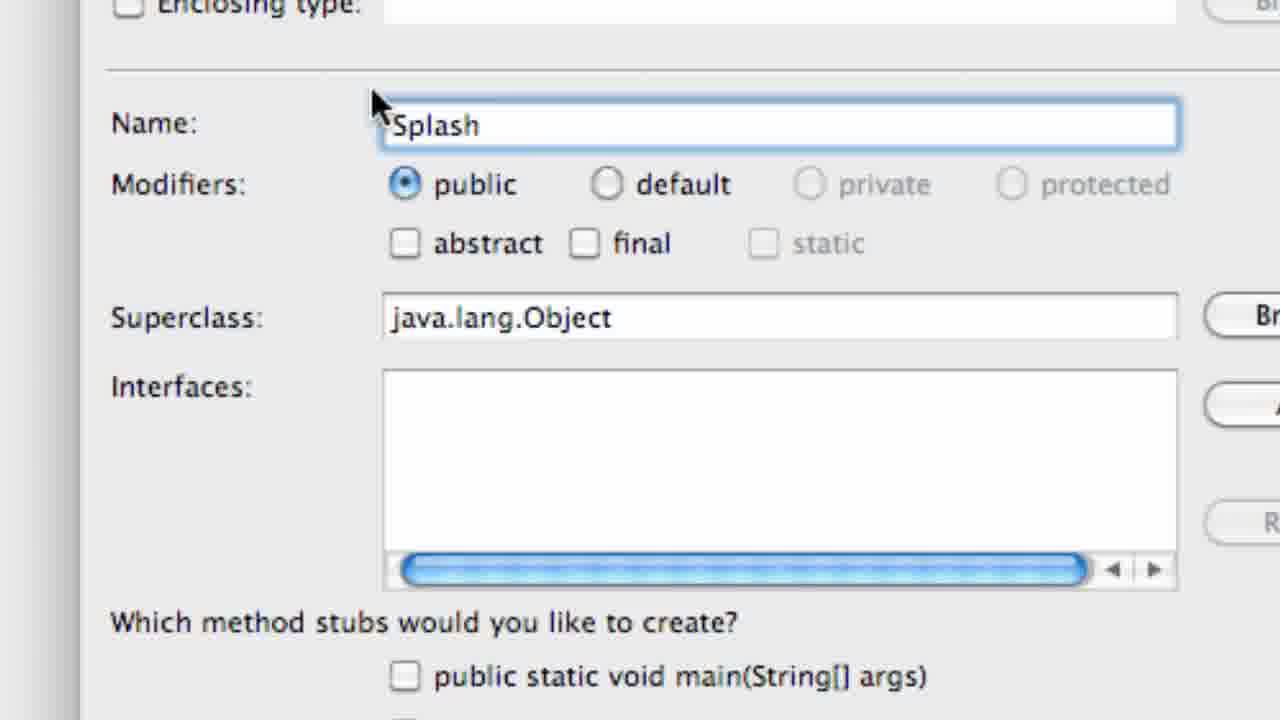 Enclosing type:
Name: Splash
Modifiers: public default private protected
abstract final static
Superclass: java.lang.Object
Interfaces:
Which method stubs would you like to create?
public static void main(String[] args)